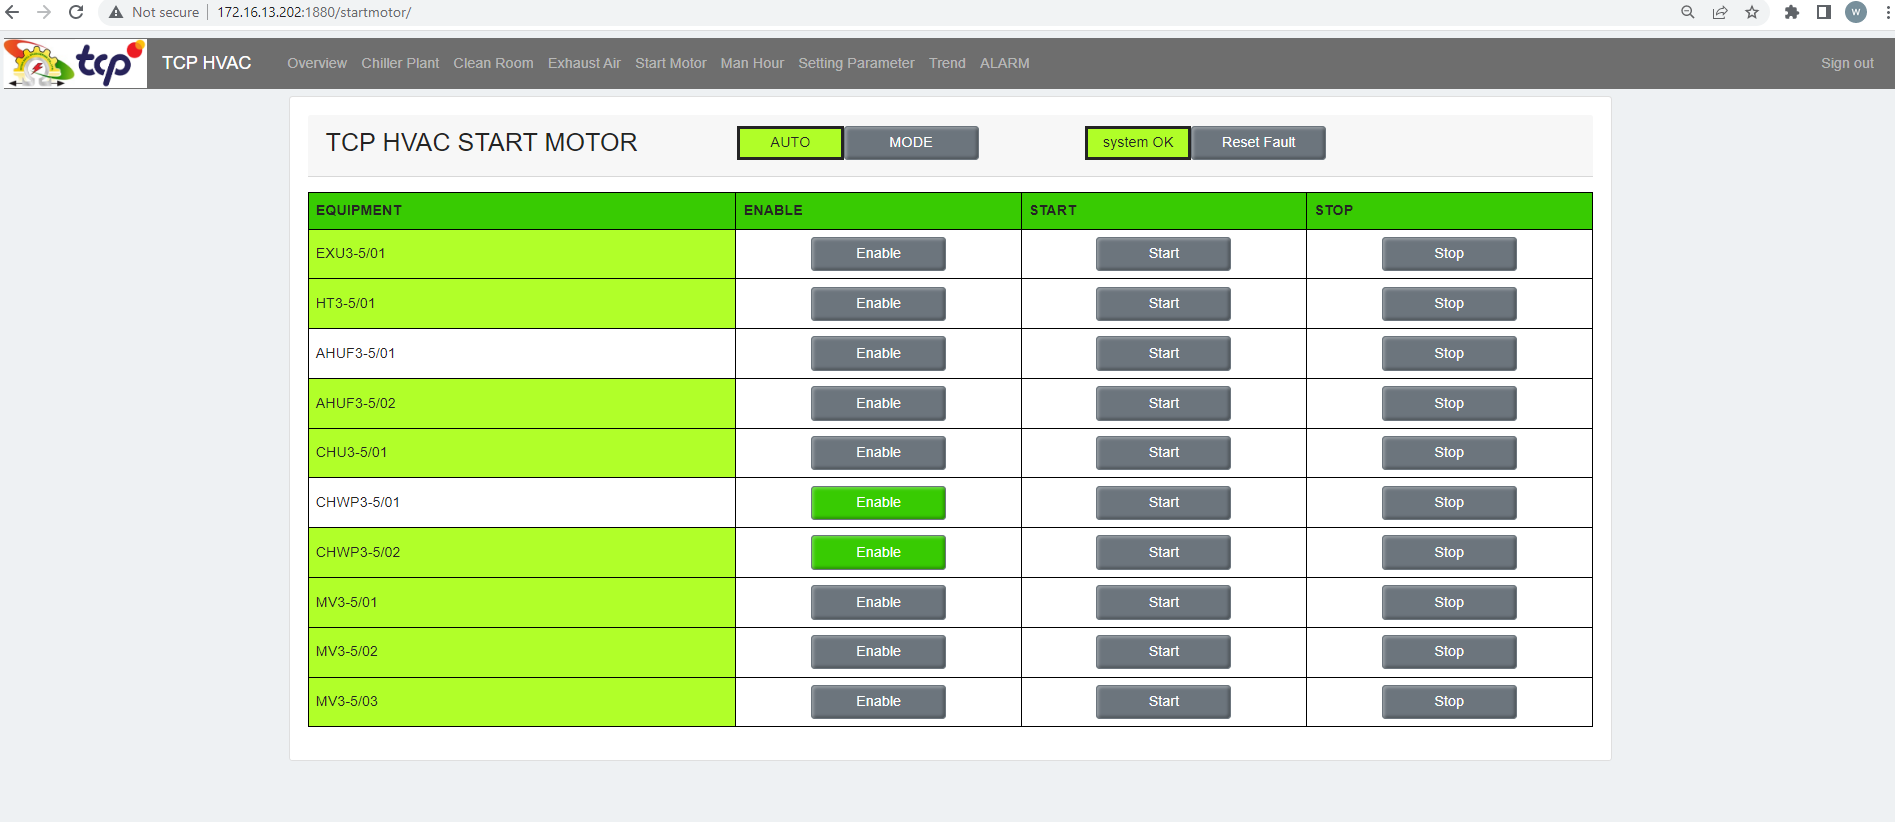 Not secure | 172.16.13.202:1880/startmotor/
W
tcp TCP HVAC Overview Chiller Plant Clean Room Exhaust Air Start Motor Man Hour Setting Parameter Trend ALARM Sign out
TCP HVAC START MOTOR AUTO MODE system OK Reset Fault
EQUIPMENT ENABLE START STOP
EXU3-5/01 Enable Start Stop
HT3-5/01 Enable Start Stop
AHUF3-5/01 Enable Start Stop
AHUF3-5/02 Enable Start Stop
CHU3-5/01 Enable Start Stop
CHWP3-5/01 Enable Start Stop
CHWP3-5/02 Enable Start Stop
MV3-5/01 Enable Start Stop
MV3-5/02 Enable Start Stop
MV3-5/03 Enable Start Stop